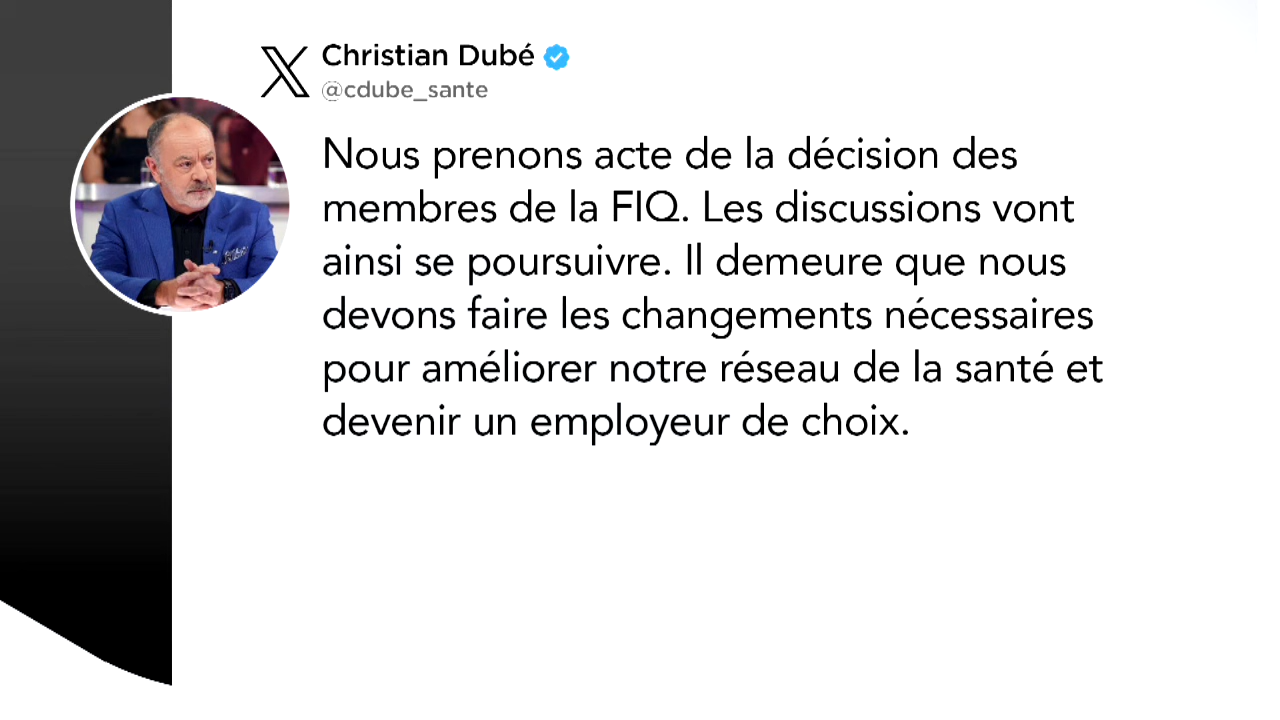 Christian Dubé
@cdube_sante
Nous prenons acte de la décision des
membres de la FIQ. Les discussions vont
ainsi se poursuivre. Il demeure que nous
devons faire les changements nécessaires
pour améliorer notre réseau de la santé et
devenir un employeur de choix.